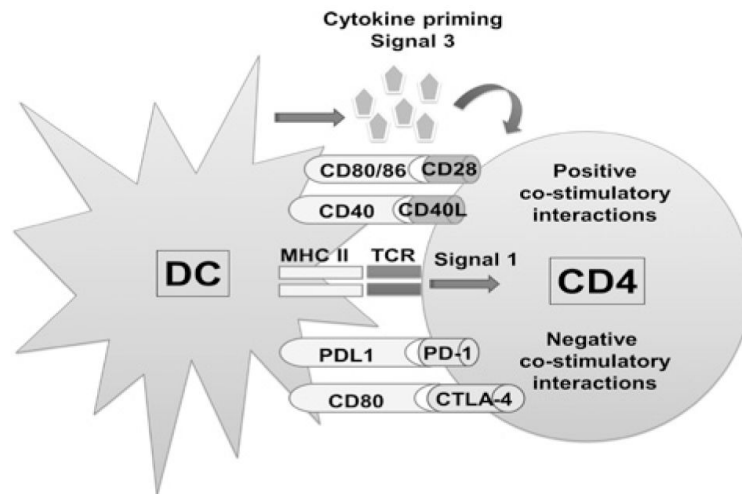 Cytokine priming
Signal 3
CD80/86 CD28
Positive
co-stimulatory
interactions
CD40 CD40L
MHC II TCR
Signal 1
DC
CD4
Negative
co-stimulatory
interactions
PDL1 PD-1
CD80 CTLA-4